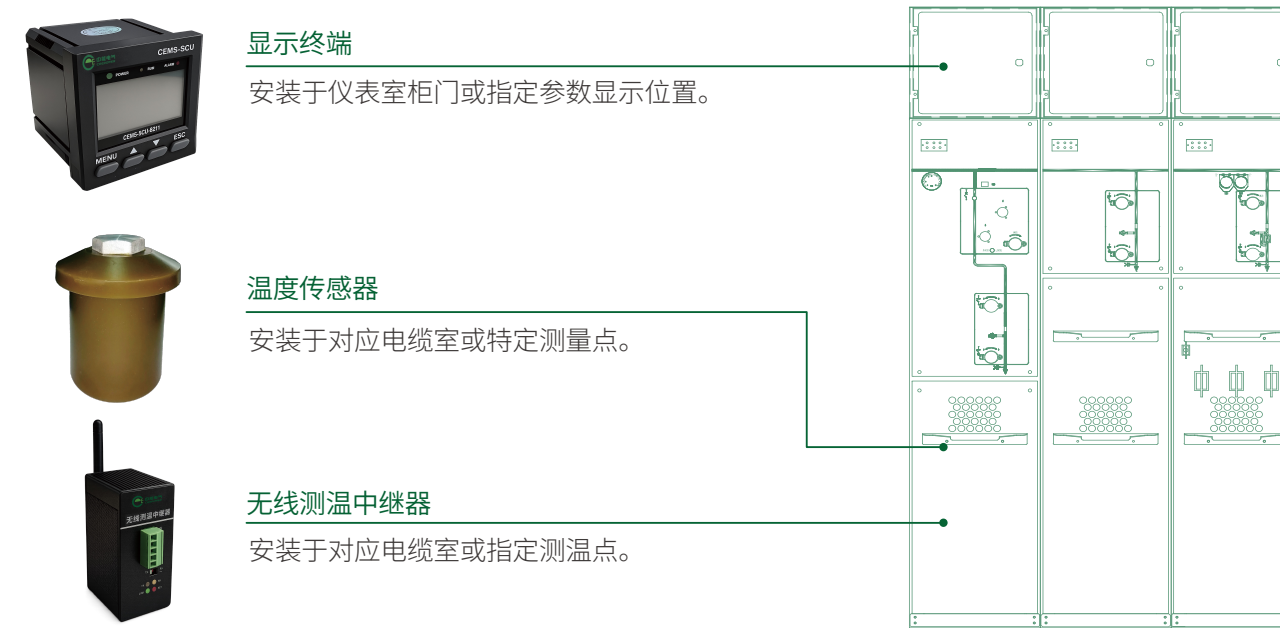 显示终端
安装于仪表室柜门或指定参数显示位置。
CEMS-SCU
POWER
RUN
ALARM
CEMS-SCU-8211
MENU
ESC
温度传感器
安装于对应电缆室或特定测量点。
无线测温中继器
安装于对应电缆室或指定测温点。
无线测温中继器